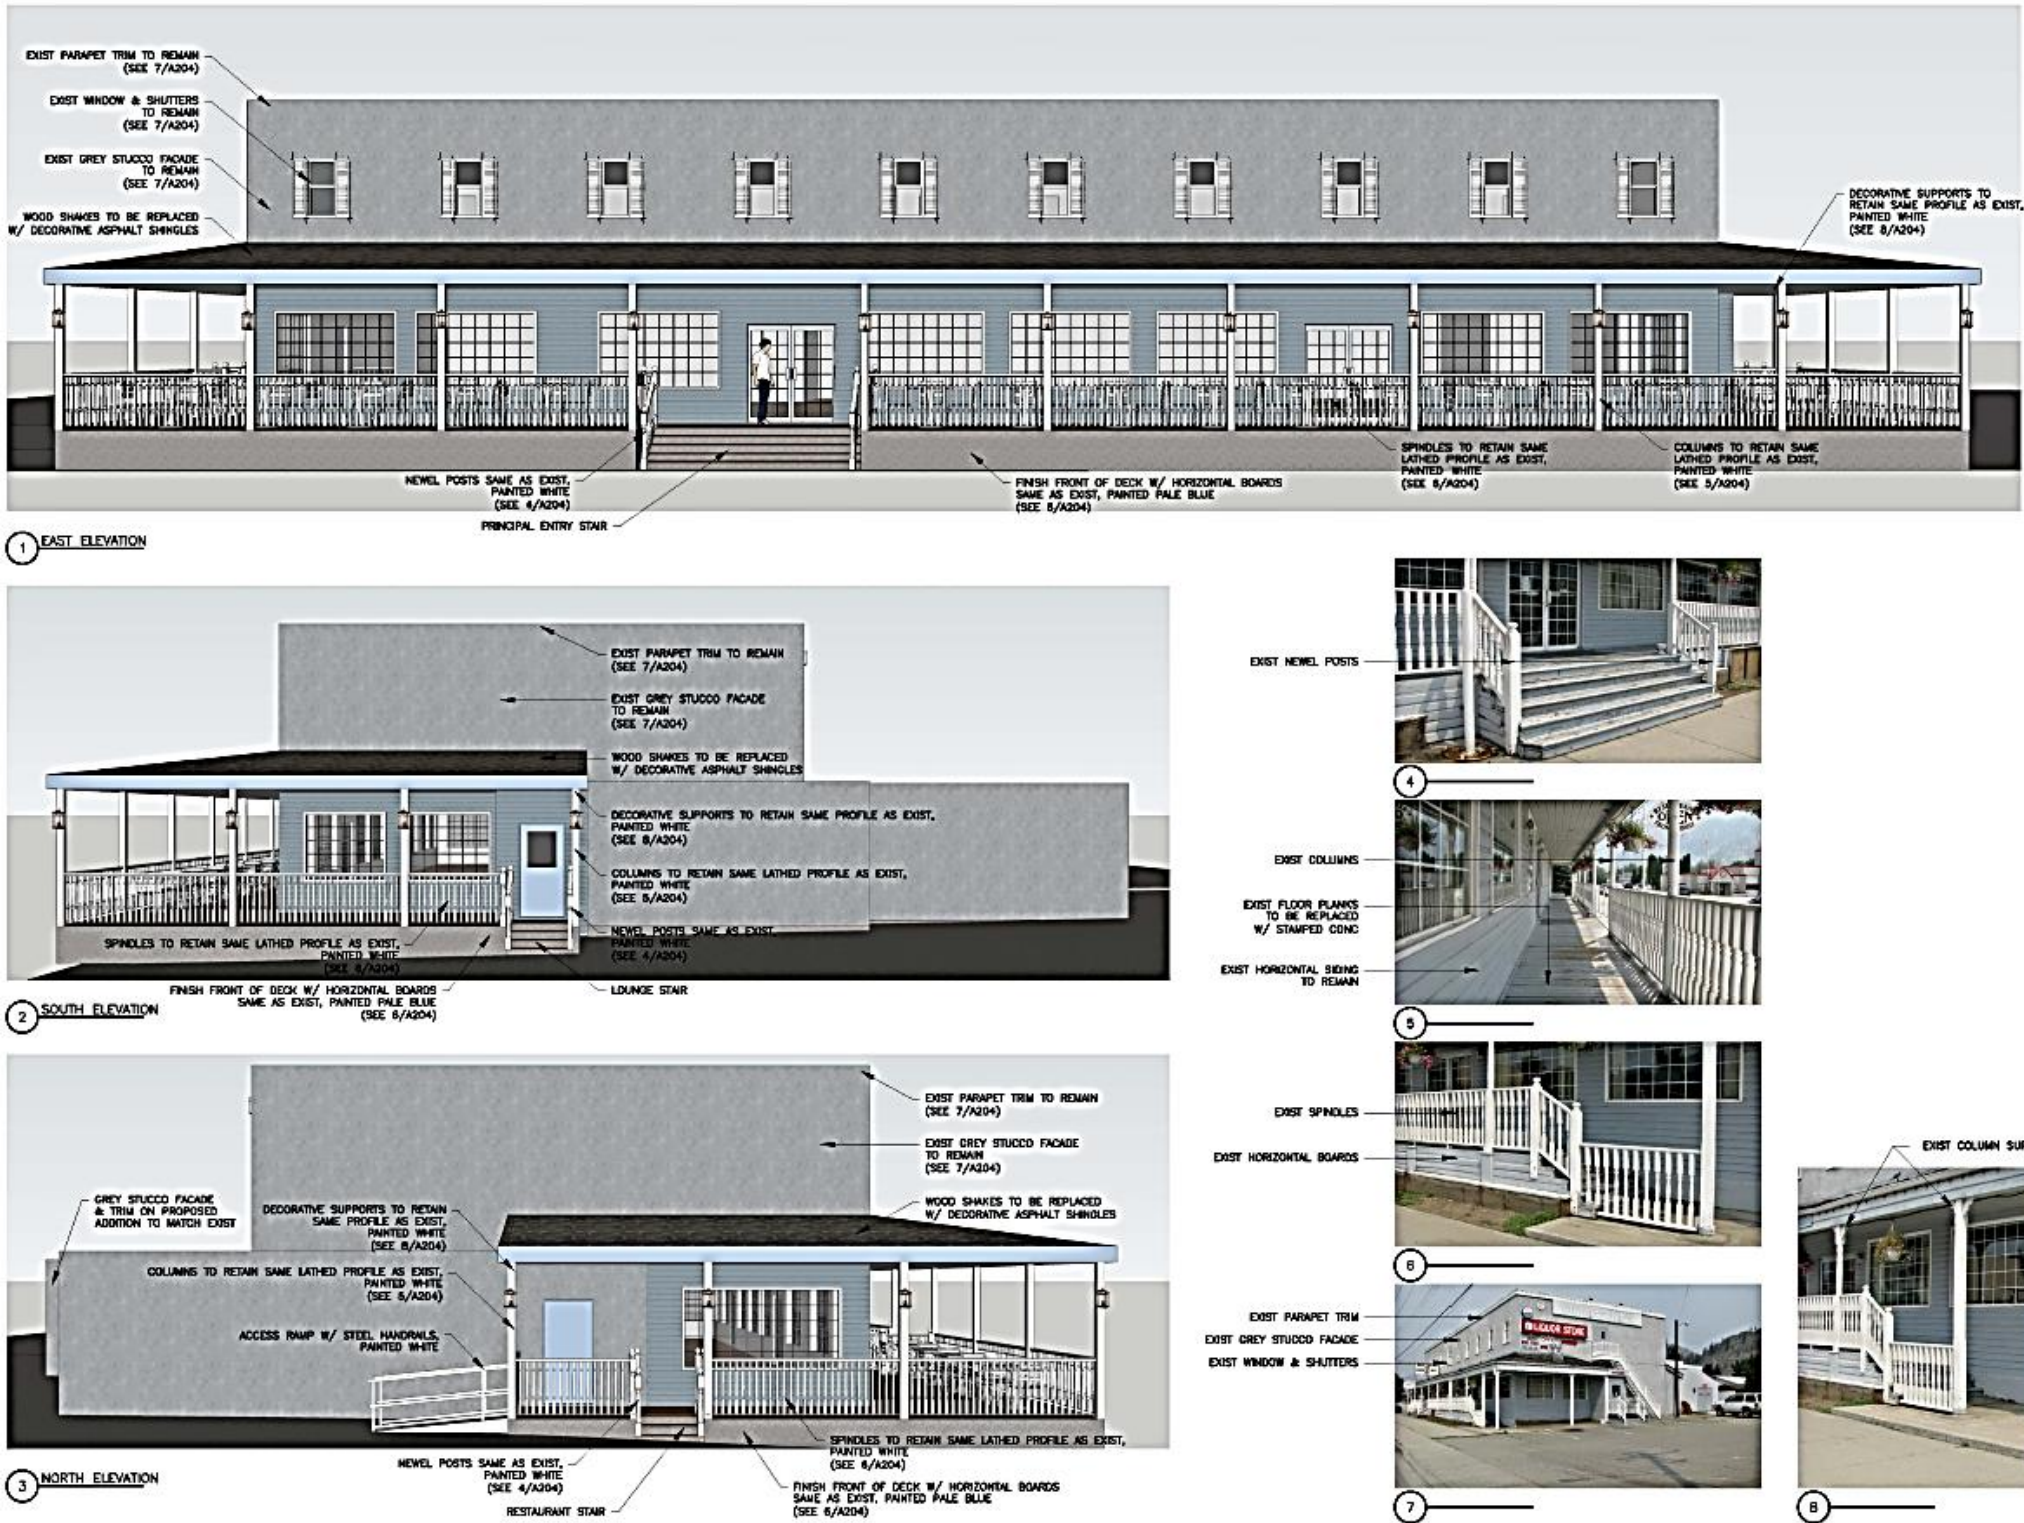 EXIST PARAPET TRIM TO REMAIN
(SEE 7/A204)
EXIST WINDOW & SHUTTERS
TO REMAIN
(SEE 7/A204)
EXIST GREY STUCCO FACADE
TO REMAIN
(SEE 7/A204)
WOOD SHAKES TO BE REPLACED
W/ DECORATIVE ASPHALT SHINGLES
DECORATIVE SUPPORTS TO
RETAIN SAME PROFILE AS EXIST,
PAINTED WHITE
(SEE 8/A204)
NEWEL POSTS SAME AS EXIST,
PAINTED WHITE
(SEE 4/A204)
PRINCIPAL ENTRY STAIR
FINISH FRONT OF DECK W/ HORIZONTAL BOARDS
SAME AS EXIST, PAINTED PALE BLUE
(SEE 6/A204)
SPINDLES TO RETAIN SAME
LATHED PROFILE AS EXIST,
PAINTED WHITE
(SEE 6/A204)
COLUMNS TO RETAIN SAME
LATHED PROFILE AS EXIST,
PAINTED WHITE
(SEE 5/A204)
1 EAST ELEVATION
EXIST PARAPET TRIM TO REMAIN
(SEE 7/A204)
EXIST GREY STUCCO FACADE
TO REMAIN
(SEE 7/A204)
WOOD SHAKES TO BE REPLACED
W/ DECORATIVE ASPHALT SHINGLES
DECORATIVE SUPPORTS TO RETAIN SAME PROFILE AS EXIST,
PAINTED WHITE
(SEE 8/A204)
COLUMNS TO RETAIN SAME LATHED PROFILE AS EXIST,
PAINTED WHITE
(SEE 5/A204)
NEWEL POSTS SAME AS EXIST,
PAINTED WHITE
(SEE 4/A204)
LOUNGE STAIR
SPINDLES TO RETAIN SAME LATHED PROFILE AS EXIST,
PAINTED WHITE
(SEE 6/A204)
FINISH FRONT OF DECK W/ HORIZONTAL BOARDS
SAME AS EXIST, PAINTED PALE BLUE
(SEE 6/A204)
2 SOUTH ELEVATION
EXIST PARAPET TRIM TO REMAIN
(SEE 7/A204)
EXIST GREY STUCCO FACADE
TO REMAIN
(SEE 7/A204)
WOOD SHAKES TO BE REPLACED
W/ DECORATIVE ASPHALT SHINGLES
GREY STUCCO FACADE
& TRIM ON PROPOSED
ADDITION TO MATCH EXIST
DECORATIVE SUPPORTS TO RETAIN
SAME PROFILE AS EXIST,
PAINTED WHITE
(SEE 8/A204)
COLUMNS TO RETAIN SAME LATHED PROFILE AS EXIST,
PAINTED WHITE
(SEE 5/A204)
ACCESS RAMP W/ STEEL HANDRAILS,
PAINTED WHITE
NEWEL POSTS SAME AS EXIST,
PAINTED WHITE
(SEE 4/A204)
RESTAURANT STAIR
SPINDLES TO RETAIN SAME LATHED PROFILE AS EXIST,
PAINTED WHITE
(SEE 6/A204)
FINISH FRONT OF DECK W/ HORIZONTAL BOARDS
SAME AS EXIST, PAINTED PALE BLUE
(SEE 6/A204)
3 NORTH ELEVATION
EXIST NEWEL POSTS
4
OPEN
EXIST COLUMNS
EXIST FLOOR PLANKS
TO BE REPLACED
W/ STAMPED CONC
EXIST HORIZONTAL SIDING
TO REMAIN
5
EXIST SPINDLES
EXIST HORIZONTAL BOARDS
6
EXIST PARAPET TRIM
EXIST GREY STUCCO FACADE
EXIST WINDOW & SHUTTERS
LIQUOR STORE
7
EXIST COLUMN SUP
8